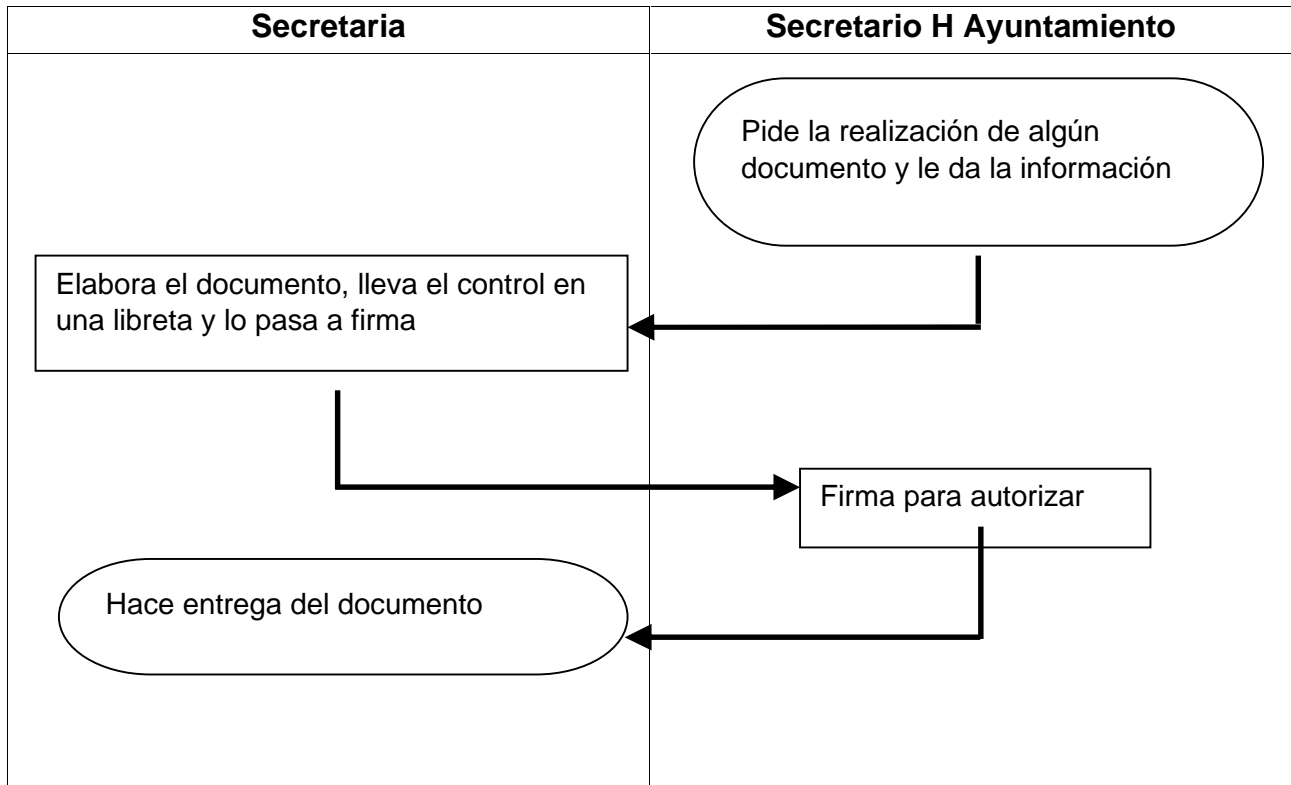 Secretaria
Secretario H Ayuntamiento
Pide la realización de algún
documento y le da la información
Elabora el documento, lleva el control en
una libreta y lo pasa a firma
Firma para autorizar
Hace entrega del documento